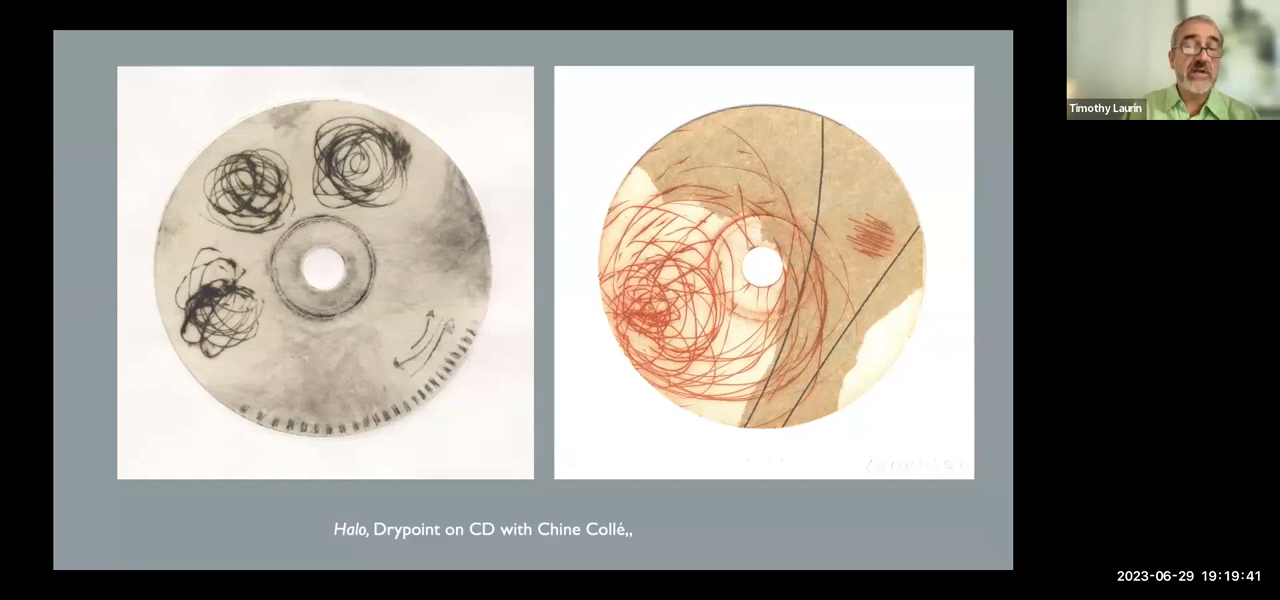 Timothy Laurin
Halo, Drypoint on CD with Chine Collé,,
2023-06-29 19:19:41